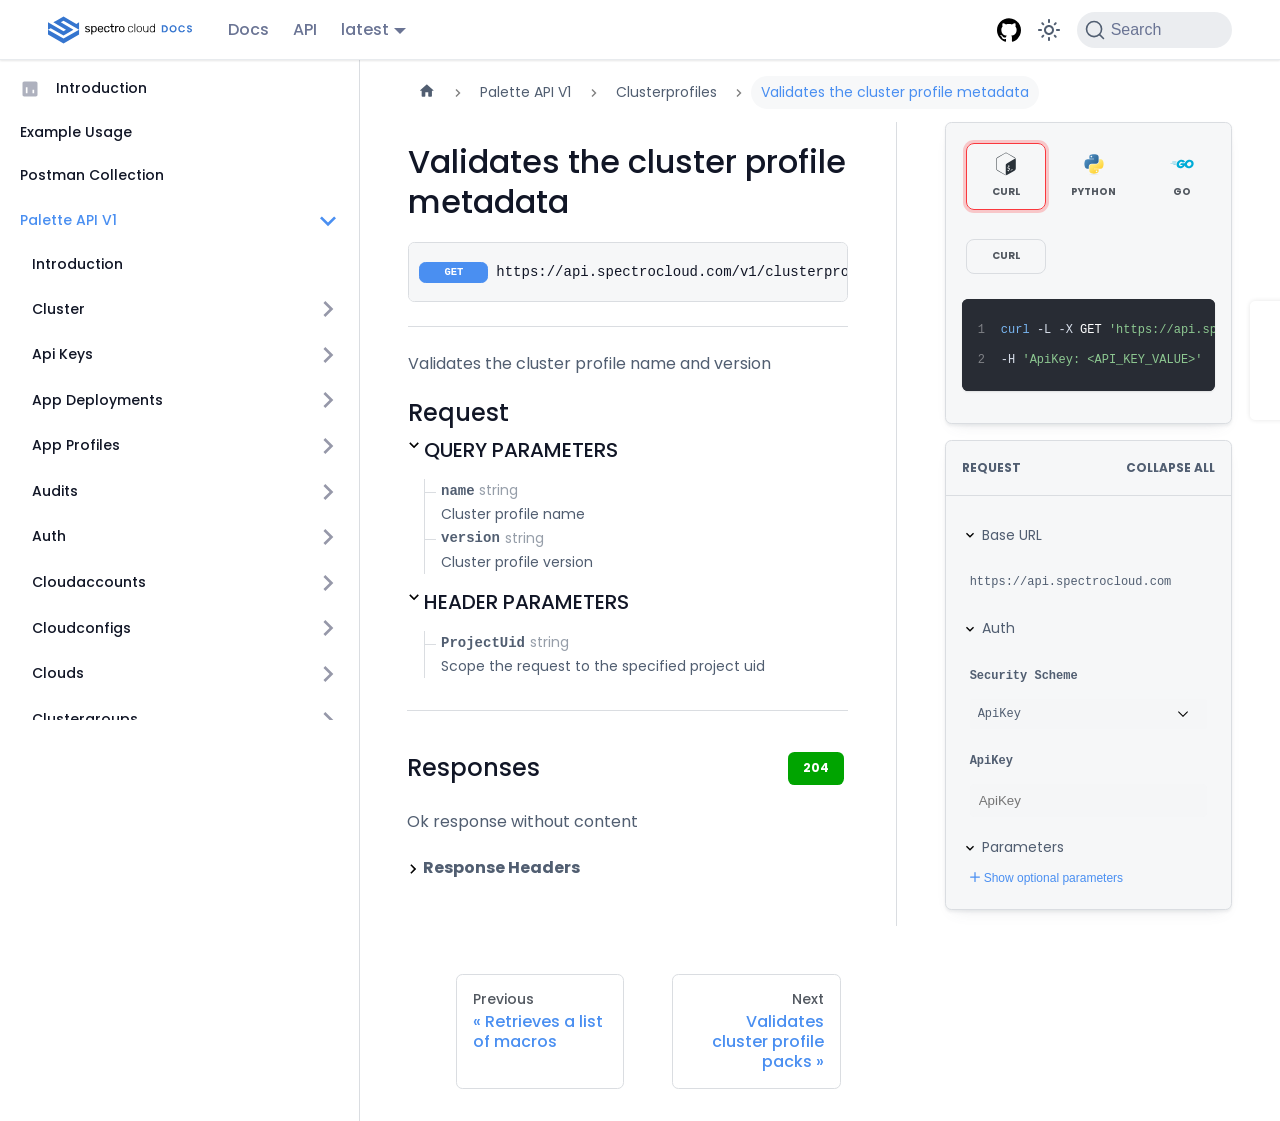 spectro cloud DOCS
Docs
API
latest
Search
Introduction
Example Usage
Postman Collection
Palette API V1
Introduction
Cluster
Api Keys
App Deployments
App Profiles
Audits
Auth
Cloudaccounts
Cloudconfigs
Clouds
Clustergroups
Palette API V1
Clusterprofiles
Validates the cluster profile metadata
Validates the cluster profile
metadata
GET https://api.spectrocloud.com/v1/clusterpro
Validates the cluster profile name and version
Request
QUERY PARAMETERS
name string
Cluster profile name
version string
Cluster profile version
HEADER PARAMETERS
ProjectUid string
Scope the request to the specified project uid
Responses
204
Ok response without content
Response Headers
Previous
« Retrieves a list
of macros
Next
Validates
cluster profile
packs »
CURL
PYTHON
GO
CURL
1 curl -L -X GET 'https://api.sp
2 -H 'ApiKey: <API_KEY_VALUE>'
REQUEST
COLLAPSE ALL
Base URL
https://api.spectrocloud.com
Auth
Security Scheme
ApiKey
ApiKey
ApiKey
Parameters
Show optional parameters